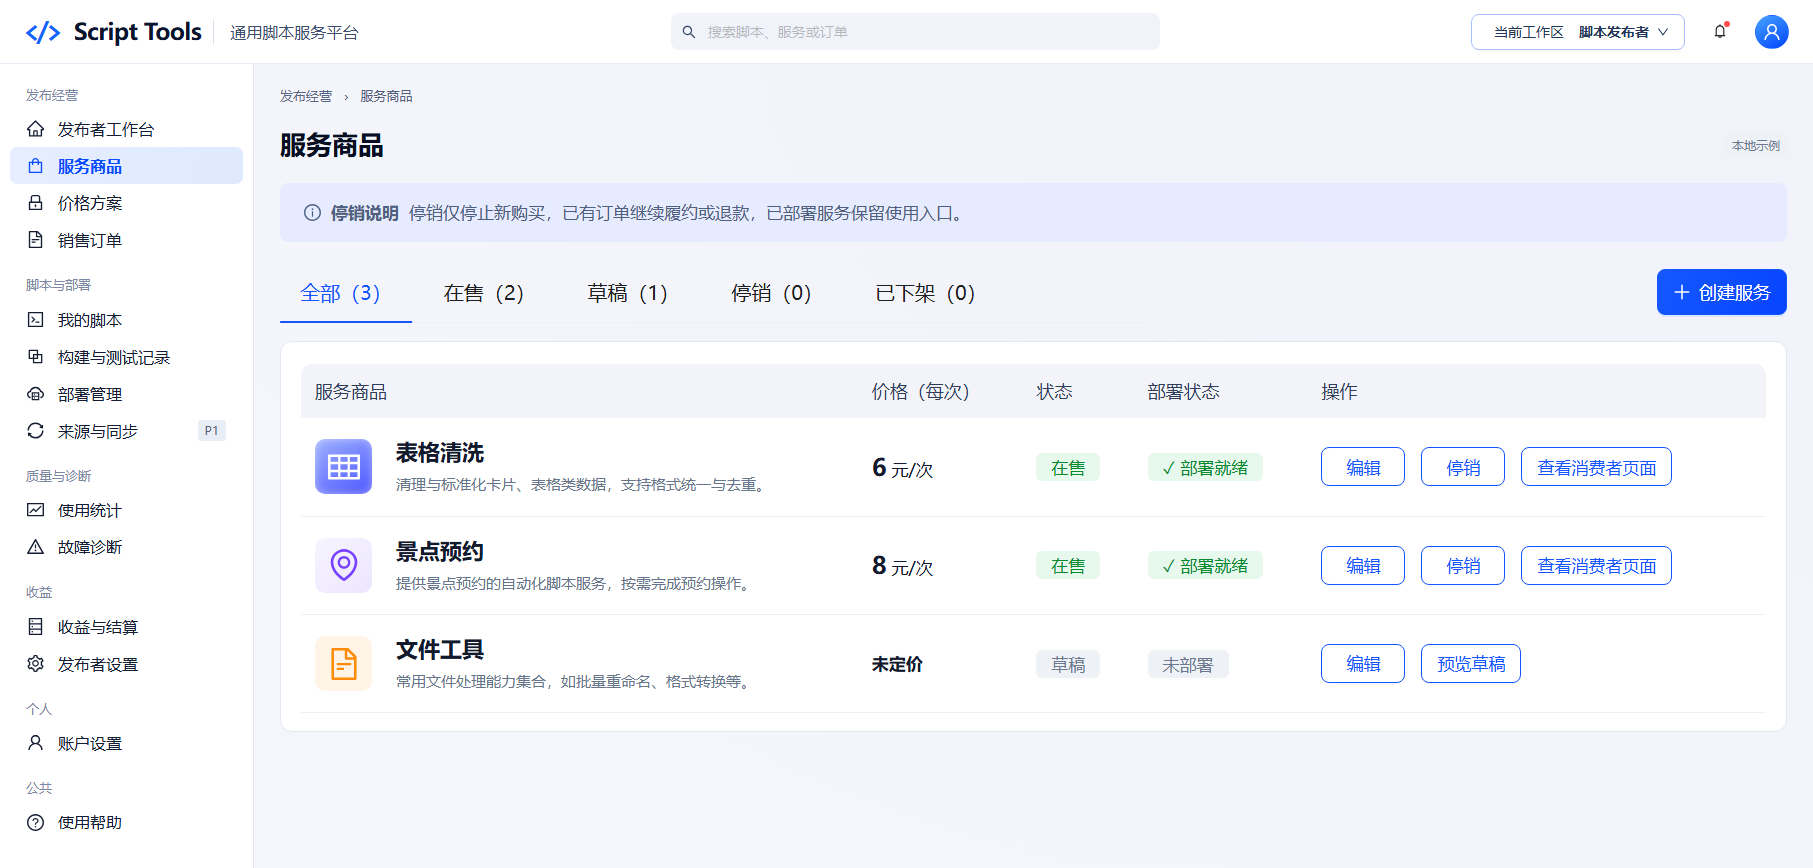 </> Script Tools 通用脚本服务平台 搜索脚本、服务或订单 当前工作区 脚本发布者
发布经营
发布者工作台
服务商品
价格方案
销售订单
脚本与部署
我的脚本
构建与测试记录
部署管理
来源与同步 P1
质量与诊断
使用统计
故障诊断
收益
收益与结算
发布者设置
个人
账户设置
公共
使用帮助
发布经营 › 服务商品
服务商品 本地示例
停销说明 停销仅停止新购买，已有订单继续履约或退款，已部署服务保留使用入口。
全部（3） 在售（2） 草稿（1） 停销（0） 已下架（0） + 创建服务
服务商品 价格（每次） 状态 部署状态 操作
表格清洗
清理与标准化卡片、表格类数据，支持格式统一与去重。
6 元/次 在售 ✓ 部署就绪 编辑 停销 查看消费者页面
景点预约
提供景点预约的自动化脚本服务，按需完成预约操作。
8 元/次 在售 ✓ 部署就绪 编辑 停销 查看消费者页面
文件工具
常用文件处理能力集合，如批量重命名、格式转换等。
未定价 草稿 未部署 编辑 预览草稿